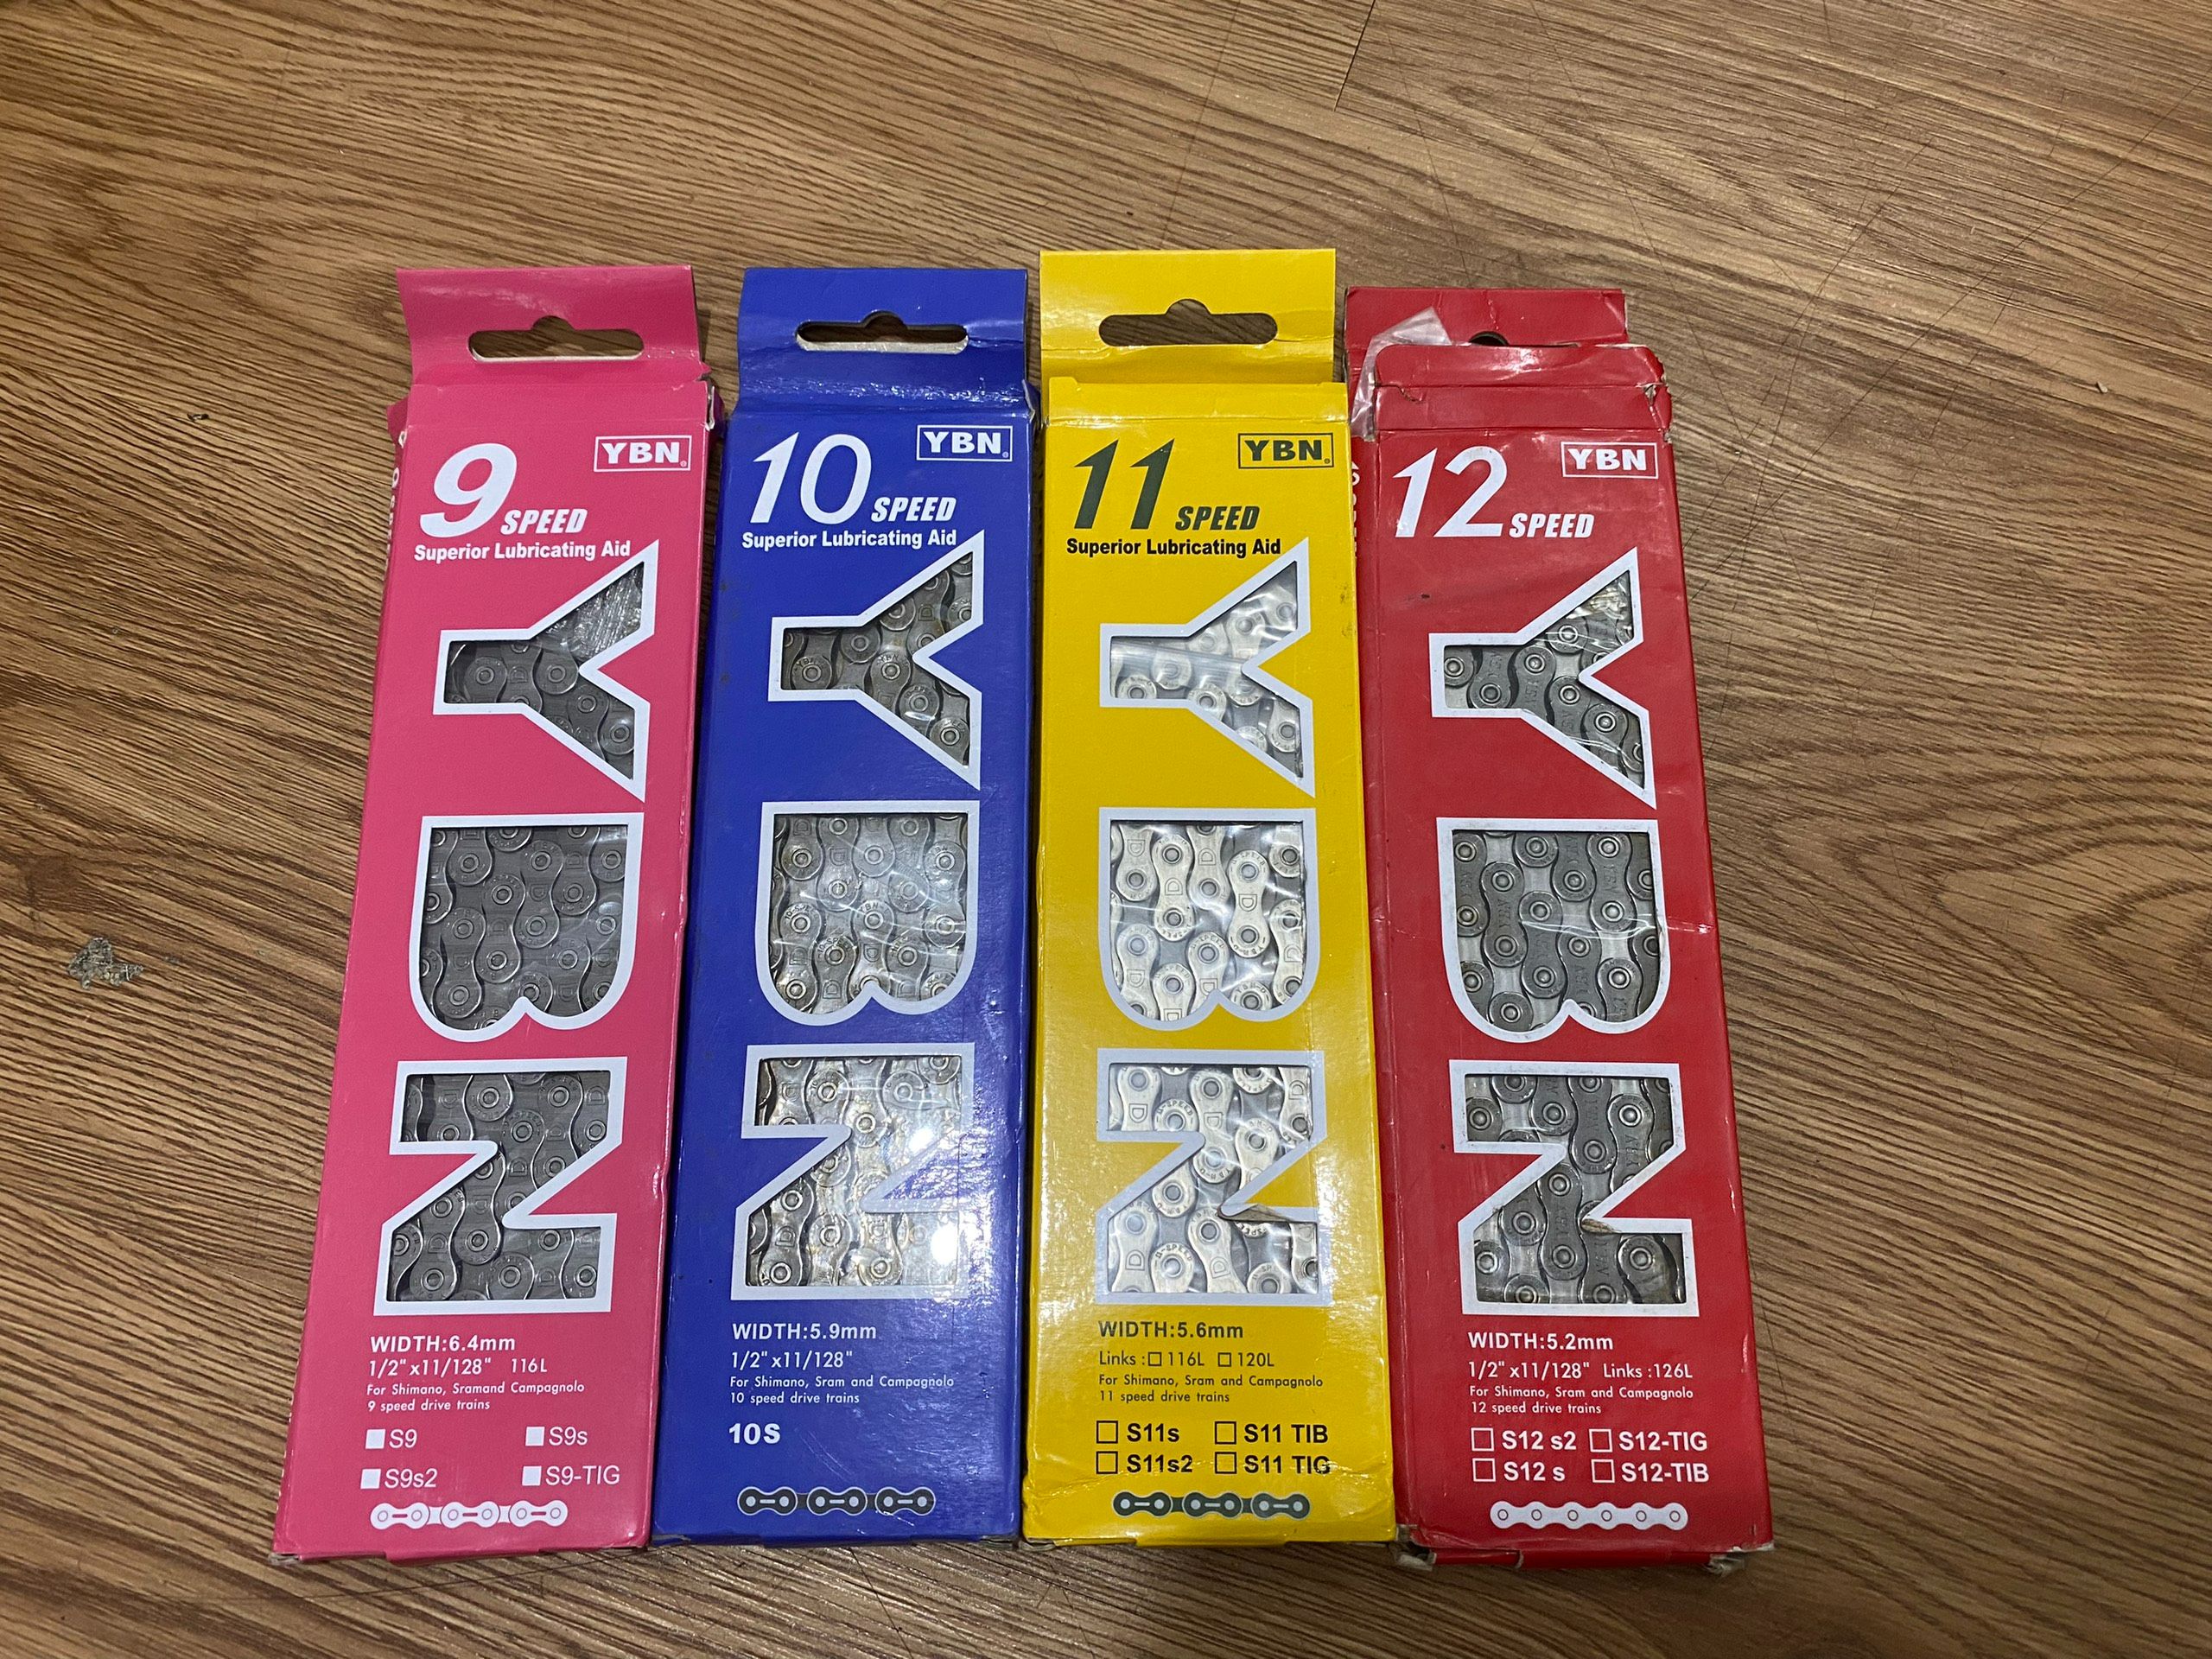 9 SPEED
YBN
Superior Lubricating Aid
YBN
WIDTH:6.4mm
1/2"x11/128" 116L
For Shimano, Sramand Campagnolo
9 speed drive trains
S9 S9s
S9s2 S9-TIG
10 SPEED
YBN
Superior Lubricating Aid
YBN
WIDTH:5.9mm
1/2"x11/128"
For Shimano, Sram and Campagnolo
10 speed drive trains
10S
11 SPEED
YBN
Superior Lubricating Aid
YBN
WIDTH:5.6mm
Links :□ 116L □ 120L
For Shimano, Sram and Campagnolo
11 speed drive trains
□ S11s □ S11 TIB
□ S11s2 □ S11 TIG
12 SPEED
YBN
YBN
WIDTH:5.2mm
1/2"x11/128" Links :126L
For Shimano, Sram and Campagnolo
12 speed drive trains
□ S12 s2 □ S12-TIG
□ S12 s □ S12-TIB